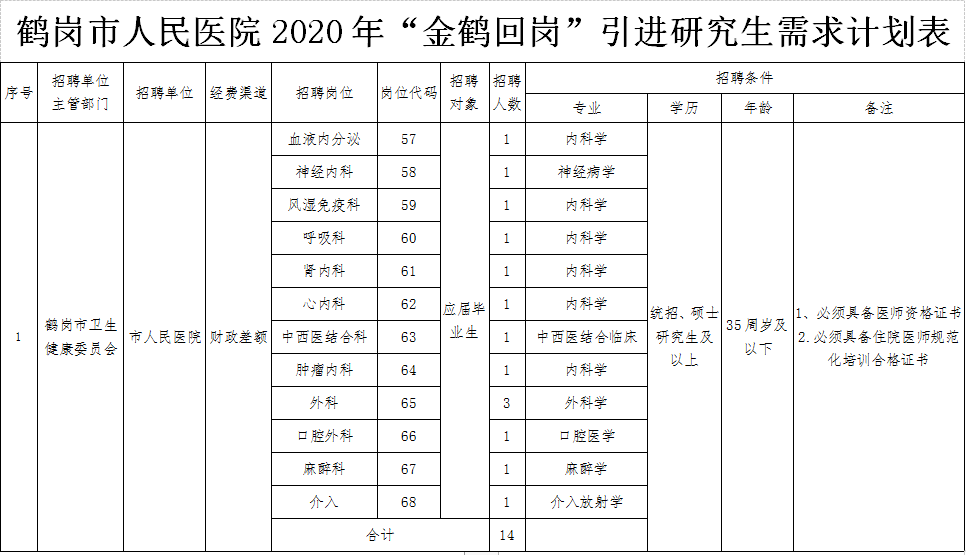 鹤岗市人民医院 2020 年“金鹤回岗”引进研究生需求计划表
序号 招聘单位主管部门 招聘单位 经费渠道 招聘岗位 岗位代码 招聘对象 招聘人数 招聘条件
专业 学历 年龄 备注
1 鹤岗市卫生健康委员会 市人民医院 财政差额 应届毕业生 统招、硕士研究生及以上 35周岁及以下
1、必须具备医师资格证书
2.必须具备住院医师规范化培训合格证书
血液内分泌 57 1 内科学
神经内科 58 1 神经病学
风湿免疫科 59 1 内科学
呼吸科 60 1 内科学
肾内科 61 1 内科学
心内科 62 1 内科学
中西医结合科 63 1 中西医结合临床
肿瘤内科 64 1 内科学
外科 65 3 外科学
口腔外科 66 1 口腔医学
麻醉科 67 1 麻醉学
介入 68 1 介入放射学
合计 14